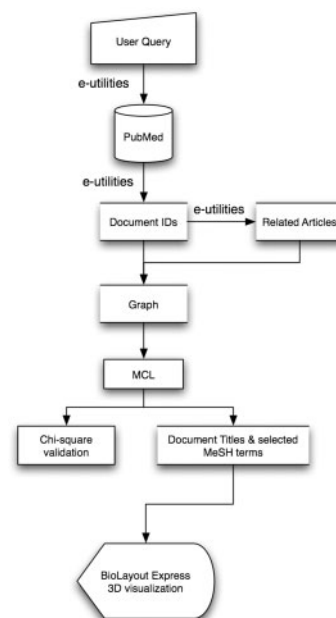 User Query
e-utilities
PubMed
e-utilities
Document IDs
e-utilities
Related Articles
Graph
MCL
Chi-square
validation
Document Titles & selected
MeSH terms
BioLayout Express
3D visualization